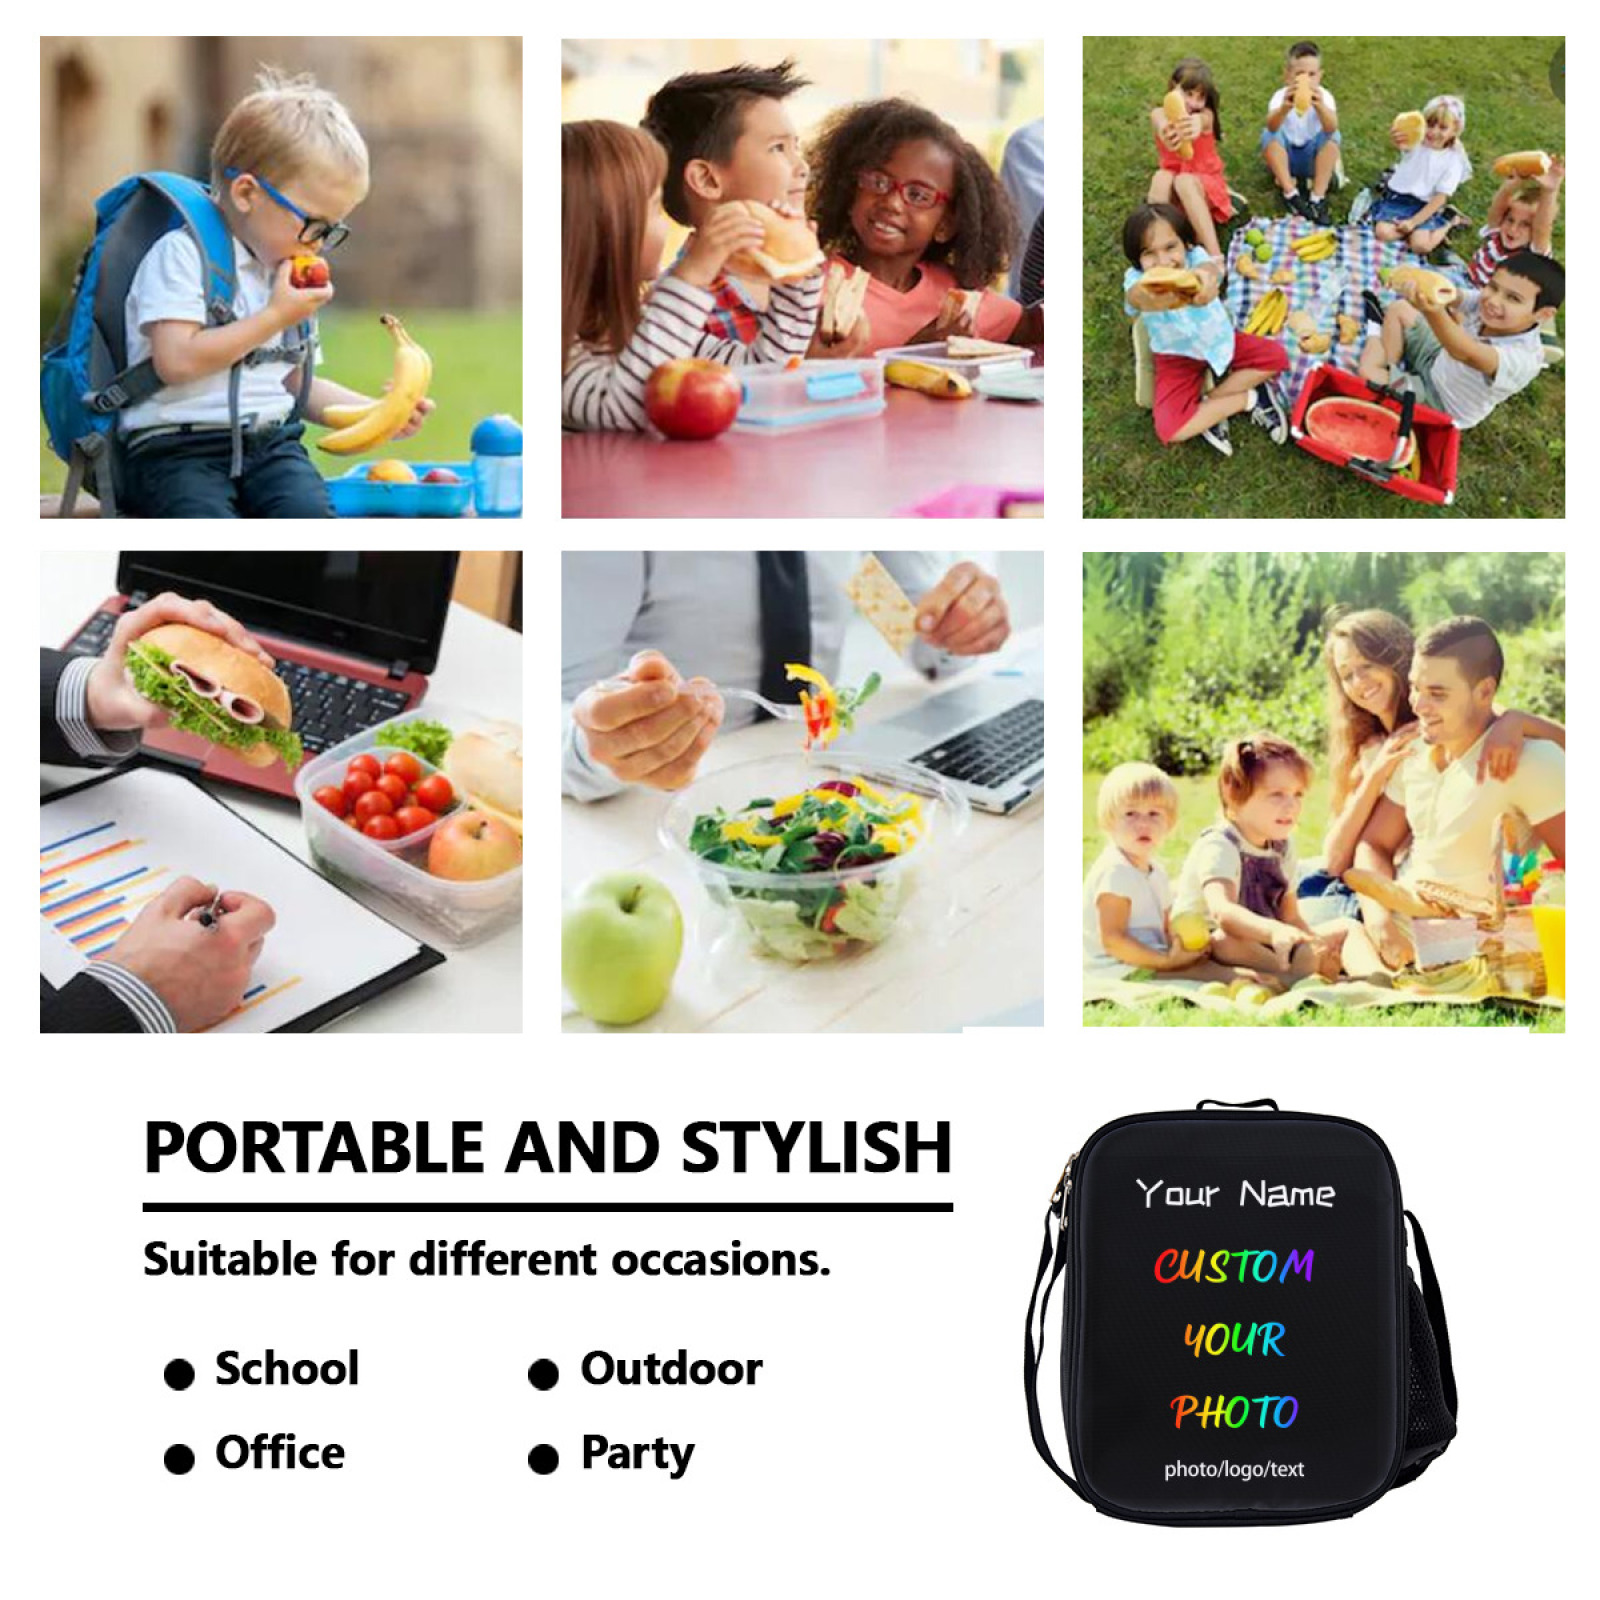 PORTABLE AND STYLISH
Suitable for different occasions.
School
Outdoor
Office
Party
Your Name
CUSTOM
YOUR
PHOTO
photo/logo/text